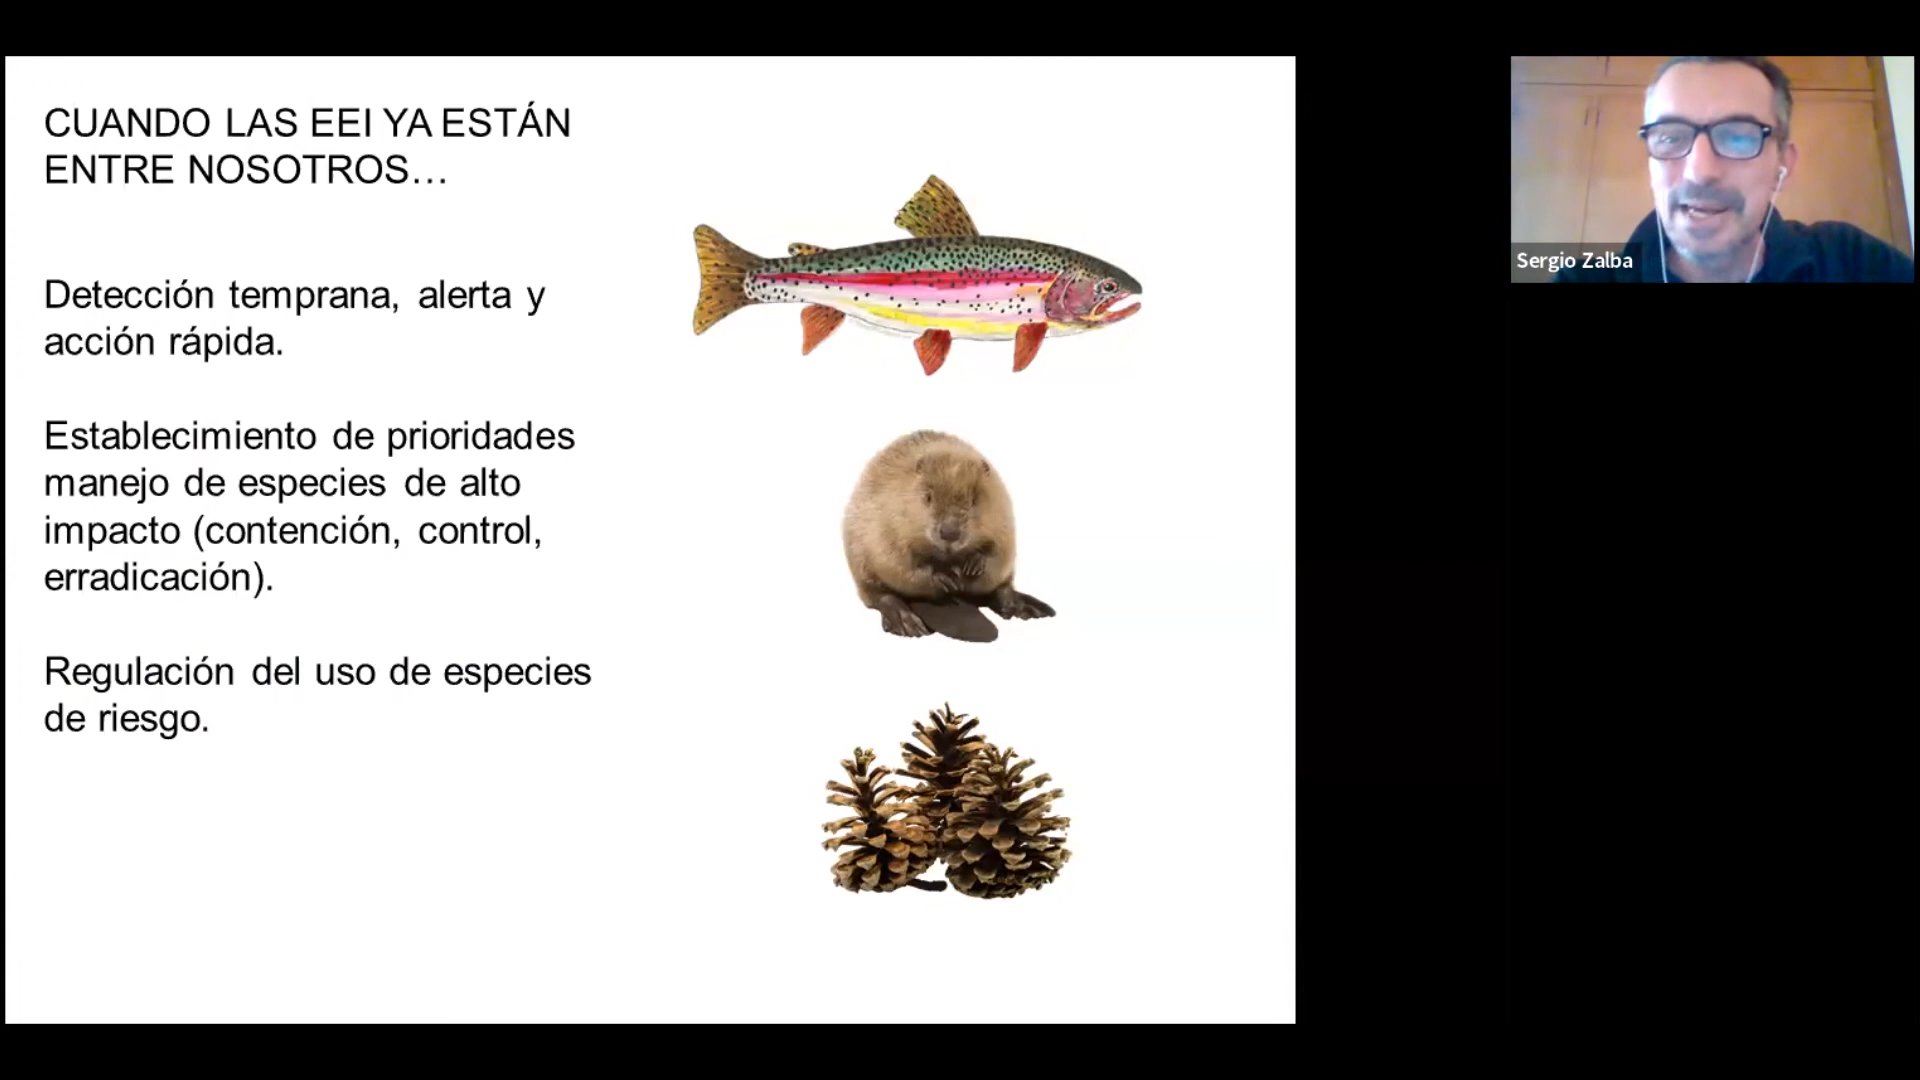 CUANDO LAS EEI YA ESTÁN
ENTRE NOSOTROS…
Detección temprana, alerta y
acción rápida.
Establecimiento de prioridades
manejo de especies de alto
impacto (contención, control,
erradicación).
Regulación del uso de especies
de riesgo.
Sergio Zalba